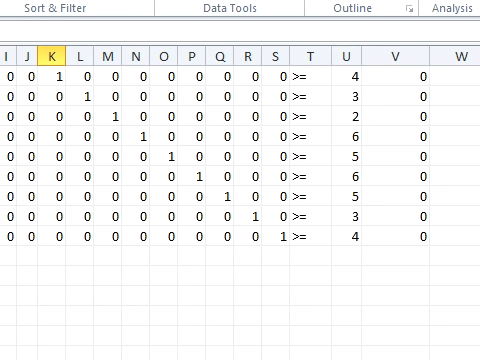 Sort & Filter Data Tools Outline Analysis
I J K L M N O P Q R S T U V W
0 0 1 0 0 0 0 0 0 0 0 >= 4 0
0 0 0 1 0 0 0 0 0 0 0 >= 3 0
0 0 0 0 1 0 0 0 0 0 0 >= 2 0
0 0 0 0 0 1 0 0 0 0 0 >= 6 0
0 0 0 0 0 0 1 0 0 0 0 >= 5 0
0 0 0 0 0 0 0 1 0 0 0 >= 6 0
0 0 0 0 0 0 0 0 1 0 0 >= 5 0
0 0 0 0 0 0 0 0 0 1 0 >= 3 0
0 0 0 0 0 0 0 0 0 0 1 >= 4 0